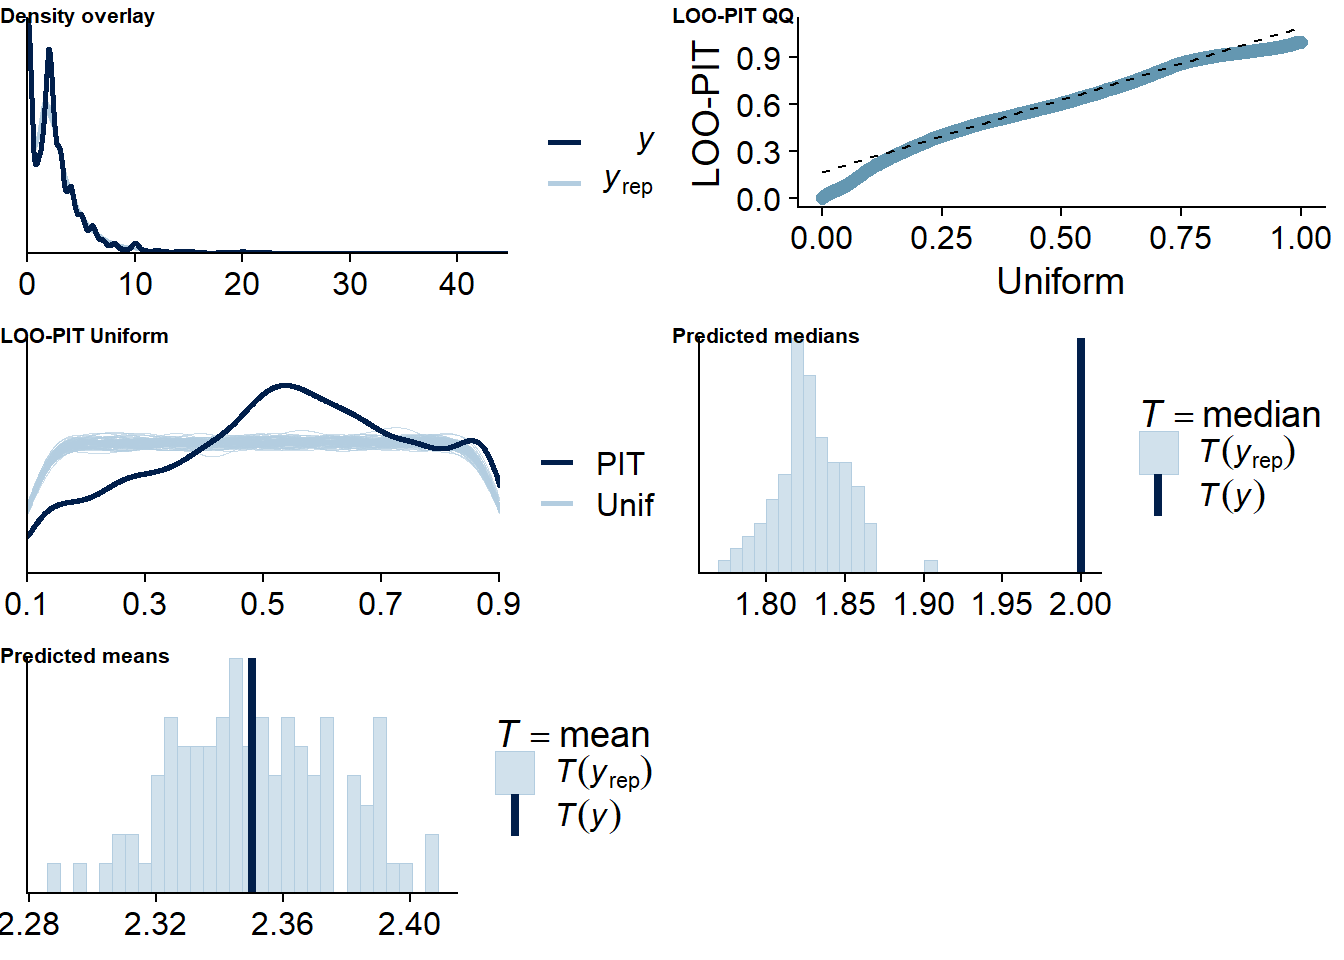 Density overlay
y
yrep
0 10 20 30 40
LOO-PIT QQ
LOO-PIT
0.9
0.6
0.3
0.0
0.00 0.25 0.50 0.75 1.00
Uniform
LOO-PIT Uniform
PIT
Unif
0.1 0.3 0.5 0.7 0.9
Predicted medians
T = median
T(yrep)
T(y)
1.80 1.85 1.90 1.95 2.00
Predicted means
T = mean
T(yrep)
T(y)
2.28 2.32 2.36 2.40